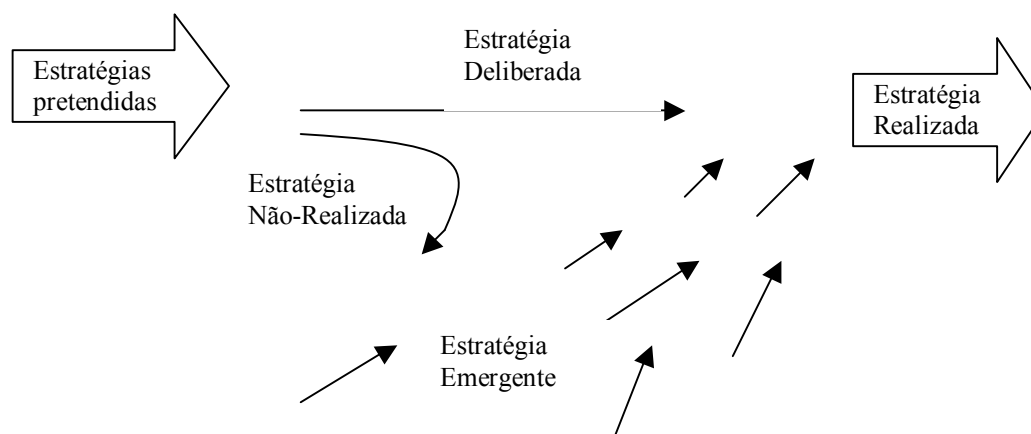 Estratégias
pretendidas
Estratégia
Deliberada
Estratégia
Realizada
Estratégia
Não-Realizada
Estratégia
Emergente